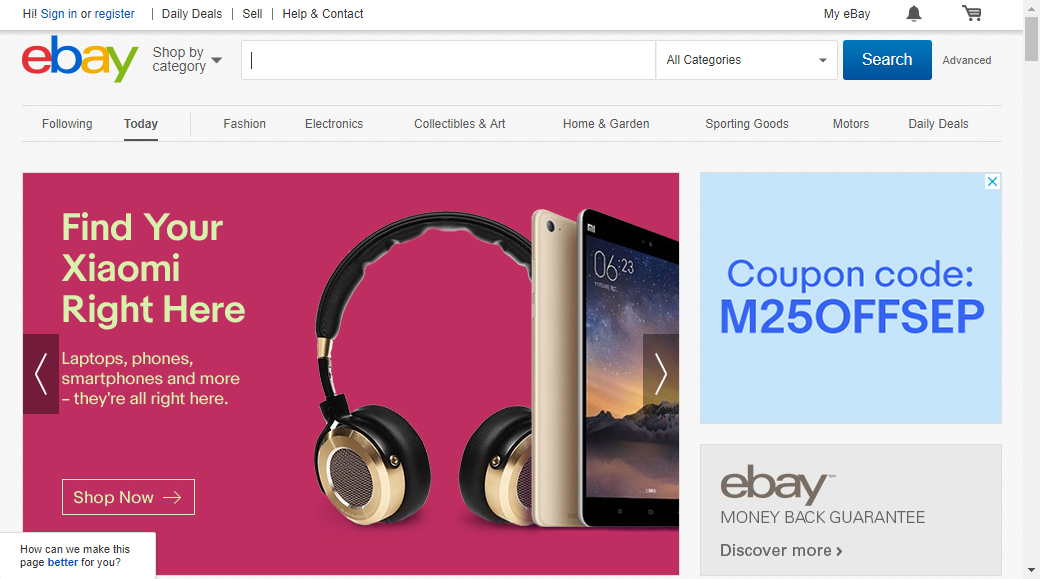 Hi! Sign in or register | Daily Deals | Sell | Help & Contact My eBay
ebay Shop by category All Categories Search Advanced
Following Today Fashion Electronics Collectibles & Art Home & Garden Sporting Goods Motors Daily Deals
Find Your
Xiaomi
Right Here
Laptops, phones,
smartphones and more
– they're all right here.
Shop Now
mi
06:23
Coupon code:
M25OFFSEP
ebay
MONEY BACK GUARANTEE
Discover more
How can we make this
page better for you?